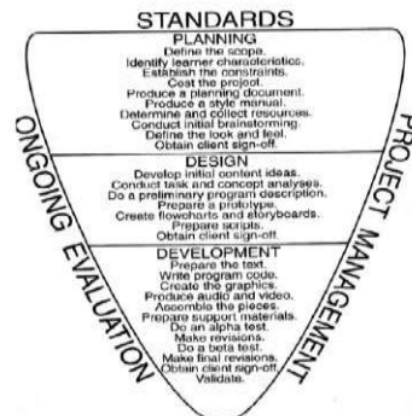 STANDARDS
PLANNING
Define the scope.
Identify learner characteristics.
Establish the constraints.
Cost the project.
Produce a planning document.
Produce a style manual.
Determine and collect resources.
Conduct initial brainstorming.
Define the look and feel.
Obtain client sign-off.
DESIGN
Develop initial content ideas.
Conduct task and concept analyses.
Do a preliminary program description.
Prepare a prototype.
Create flowcharts and storyboards.
Prepare scripts.
Obtain client sign-off.
DEVELOPMENT
Prepare the text.
Write program code.
Create the graphics.
Produce audio and video.
Assemble the pieces.
Prepare support materials.
Do an alpha test.
Make revisions.
Do a beta test.
Make final revisions.
Obtain client sign-off.
Validate.
ONGOING EVALUATION
PROJECT MANAGEMENT